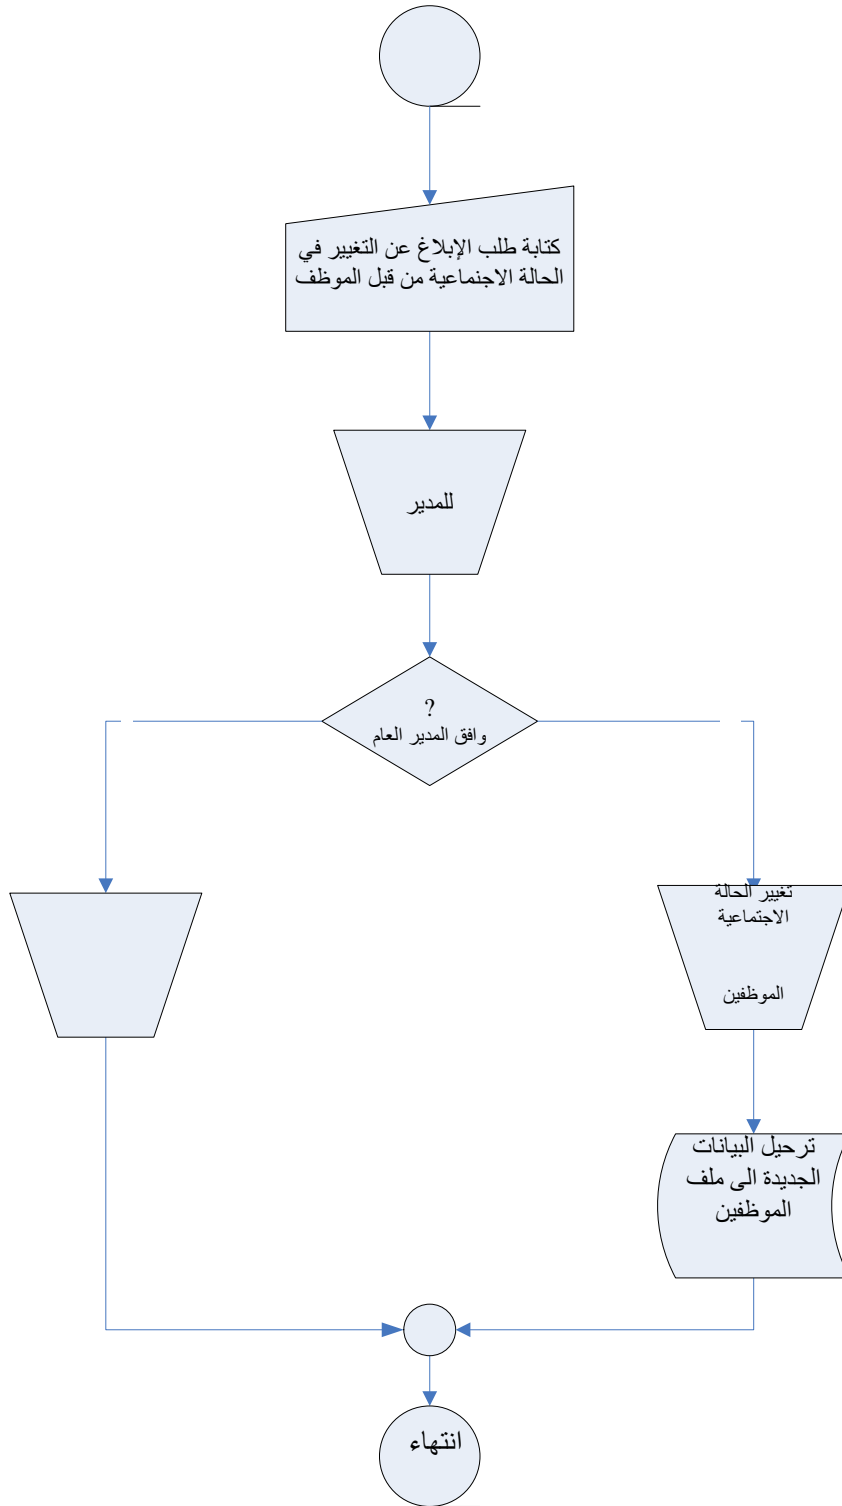 كتابة طلب الإبلاغ عن التغيير في
الحالة الاجنماعية من قبل الموظف
للمدير
?
وافق المدير العام
تغيير الحالة
الاجتماعية
الموظفين
ترحيل البيانات
الجديدة الى ملف
الموظفين
انتهاء